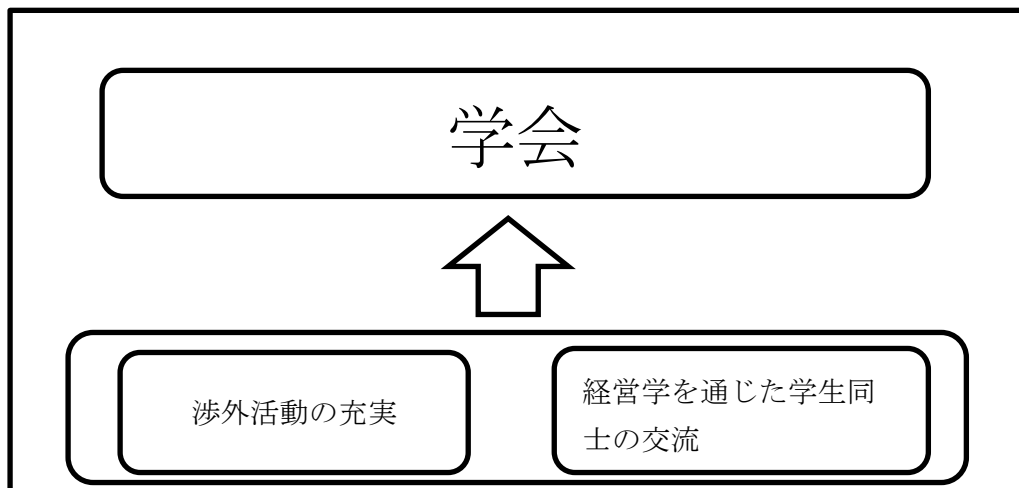 学会
渉外活動の充実
経営学を通じた学生同
士の交流